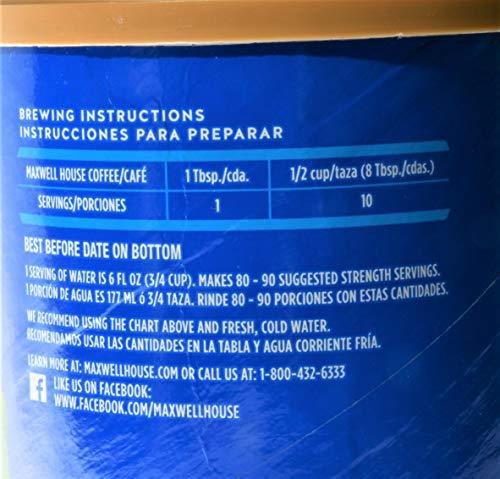 BREWING INSTRUCTIONS
INSTRUCCIONES PARA PREPARAR
MAXWELL HOUSE COFFEE/CAFÉ 1 Tbsp./cda. 1/2 cup/taza (8 Tbsp./cdas.)
SERVINGS/PORCIONES 1 10
BEST BEFORE DATE ON BOTTOM
1 SERVING OF WATER IS 6 FL OZ (3/4 CUP). MAKES 80 - 90 SUGGESTED STRENGTH SERVINGS.
1 PORCIÓN DE AGUA ES 177 ML ó 3/4 TAZA. RINDE 80 - 90 PORCIONES CON ESTAS CANTIDADES.
WE RECOMMEND USING THE CHART ABOVE AND FRESH, COLD WATER.
RECOMENDAMOS USAR LAS CANTIDADES EN LA TABLA Y AGUA CORRIENTE FRÍA.
LEARN MORE AT: MAXWELLHOUSE.COM OR CALL US AT: 1-800-432-6333
f LIKE US ON FACEBOOK:
WWW.FACEBOOK.COM/MAXWELLHOUSE